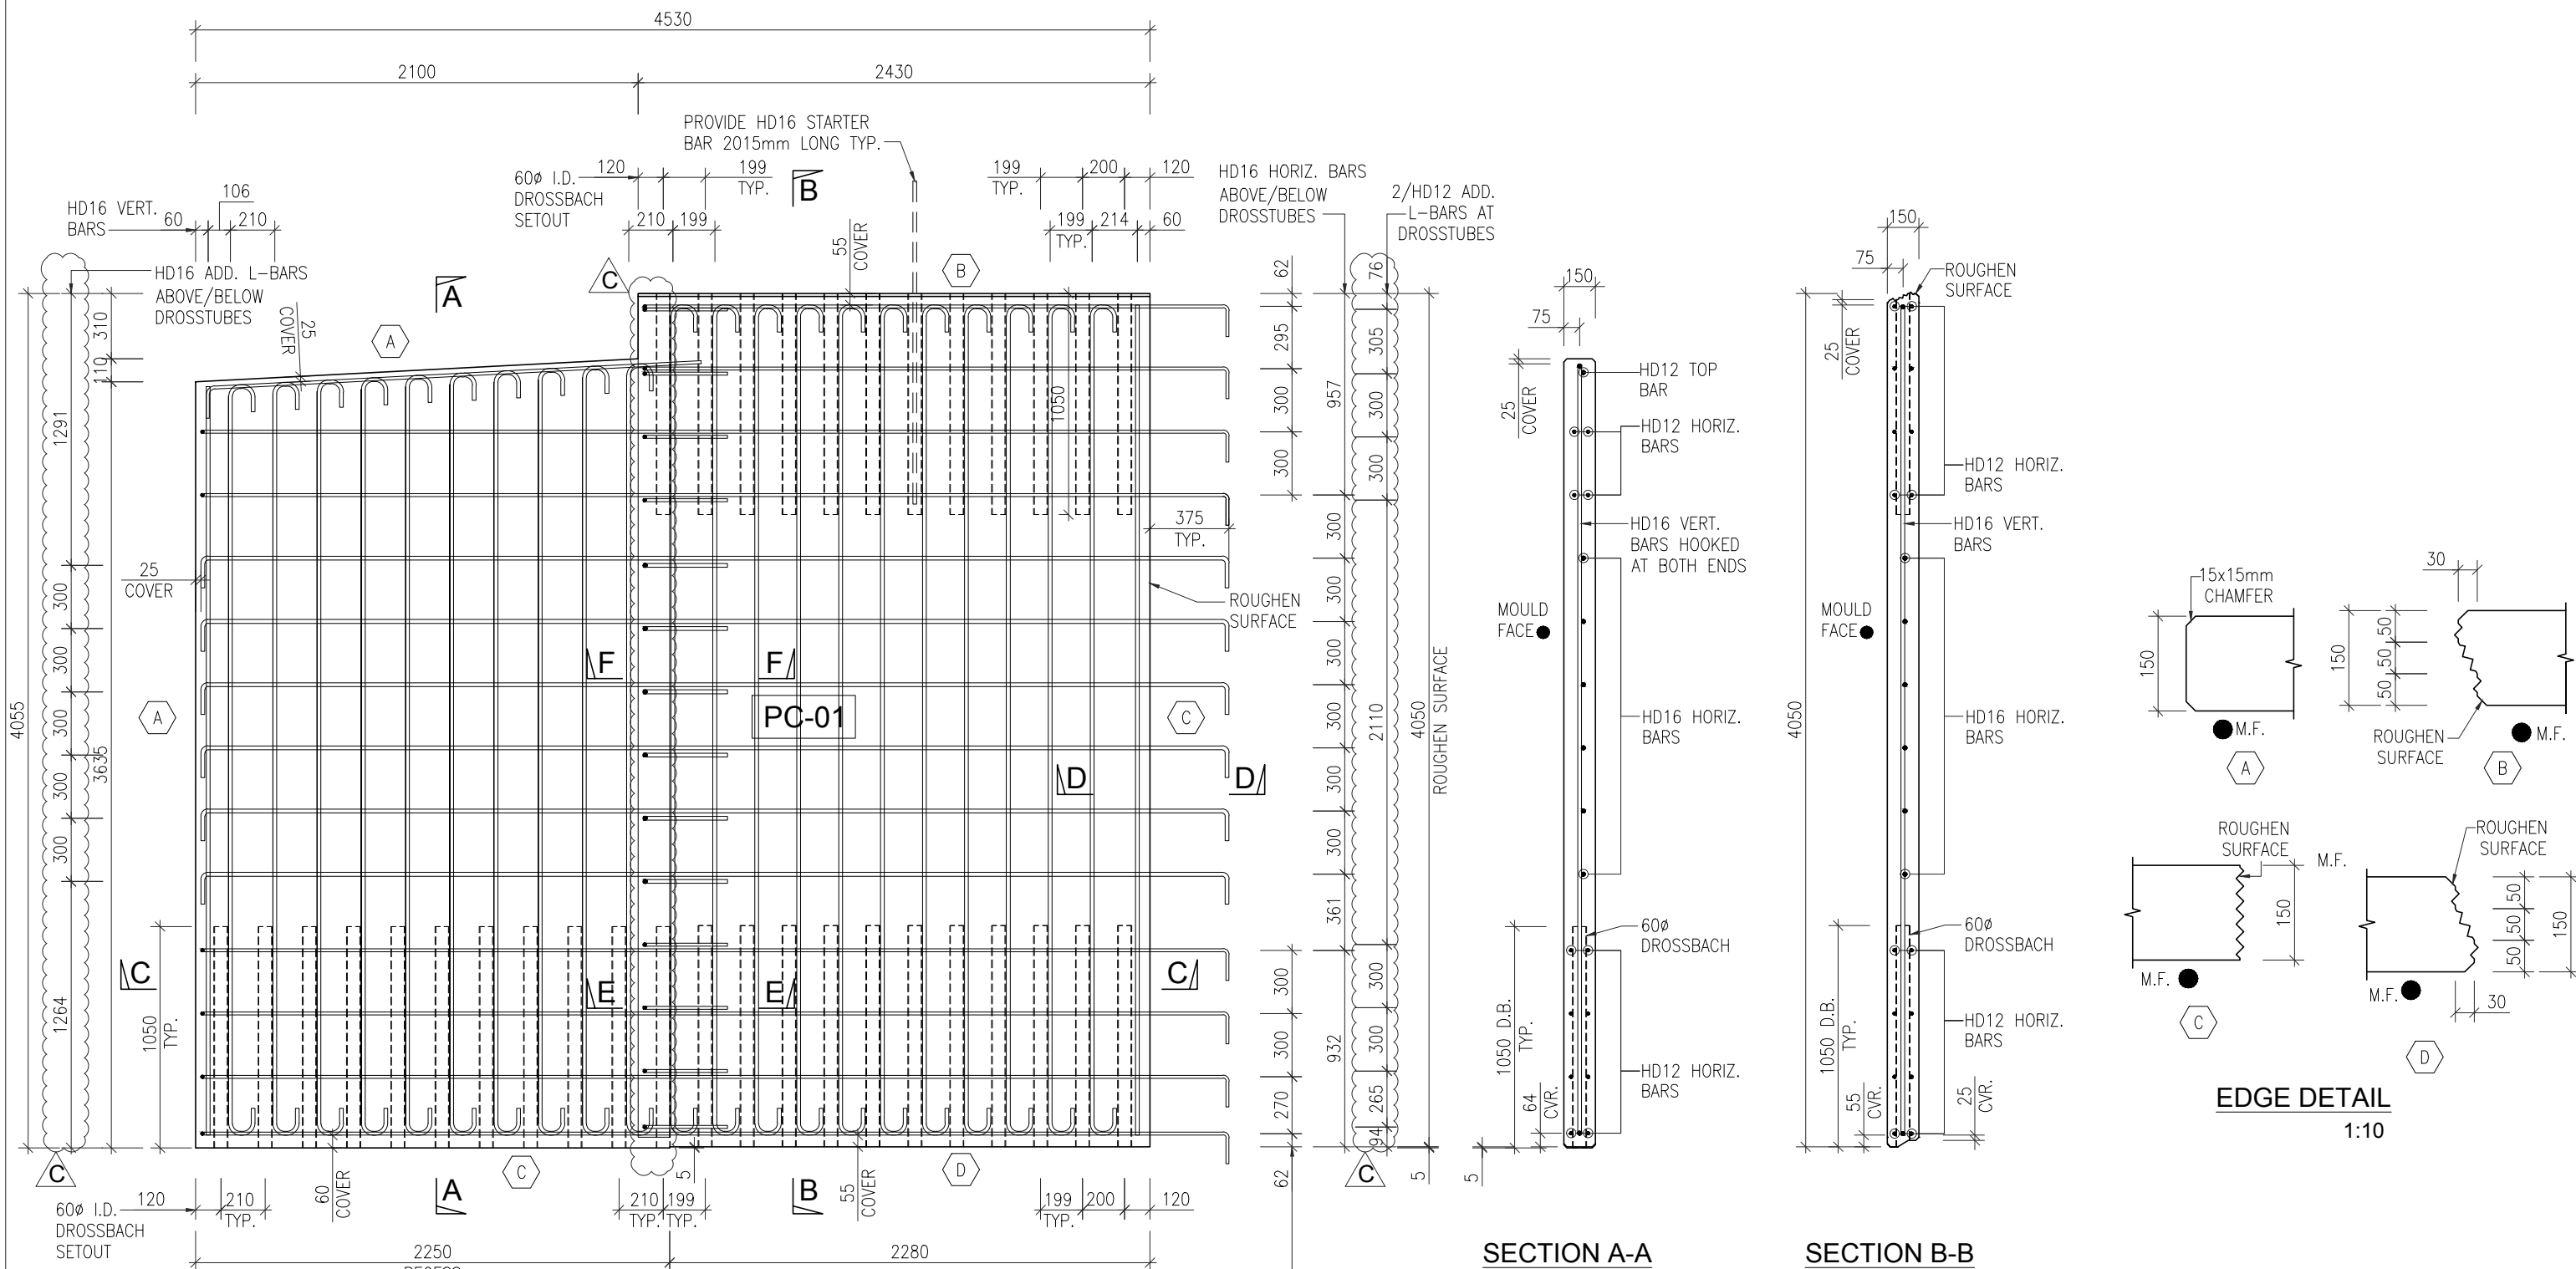 4530
2100
2430
PROVIDE HD16 STARTER
BAR 2015mm LONG TYP.
60ø I.D.
DROSSBACH
SETOUT
120
199
TYP.
B
199
TYP.
200
120
HD16 VERT.
BARS
106
60
210
210
199
55
COVER
199
TYP.
214
60
HD16 HORIZ. BARS
ABOVE/BELOW
DROSSTUBES
2/HD12 ADD.
L-BARS AT
DROSSTUBES
HD16 ADD. L-BARS
ABOVE/BELOW
DROSSTUBES
A
C
B
A
25
COVER
310
110
1291
300
300
300
300
300
1264
4055
3635
25
COVER
A
1050
TYP.
C
1050
375
TYP.
ROUGHEN
SURFACE
F
F
PC-01
C
D
D
E
E
C
62
295
300
300
957
300
300
300
300
300
300
361
300
300
270
62
932
76
305
300
300
2110
300
300
265
94
4050
ROUGHEN SURFACE
5
C
C
60ø I.D.
DROSSBACH
SETOUT
120
210
TYP.
60
COVER
A
C
210
TYP.
199
TYP.
5
B
55
COVER
D
199
TYP.
200
120
2250
2280
150
75
25
COVER
HD12 TOP
BAR
HD12 HORIZ.
BARS
HD16 VERT.
BARS HOOKED
AT BOTH ENDS
MOULD
FACE
HD16 HORIZ.
BARS
60ø
DROSSBACH
1050 D.B.
TYP.
64
CVR.
HD12 HORIZ.
BARS
5
SECTION A-A
150
75
ROUGHEN
SURFACE
25
COVER
HD12 HORIZ.
BARS
HD16 VERT.
BARS
MOULD
FACE
4050
HD16 HORIZ.
BARS
60ø
DROSSBACH
1050 D.B.
TYP.
55
CVR.
25
CVR.
HD12 HORIZ.
BARS
SECTION B-B
15x15mm
CHAMFER
150
M.F.
A
30
150
50
50
50
ROUGHEN
SURFACE
M.F.
B
ROUGHEN
SURFACE
M.F.
150
M.F.
C
ROUGHEN
SURFACE
50
50
50
150
M.F.
30
D
EDGE DETAIL
1:10